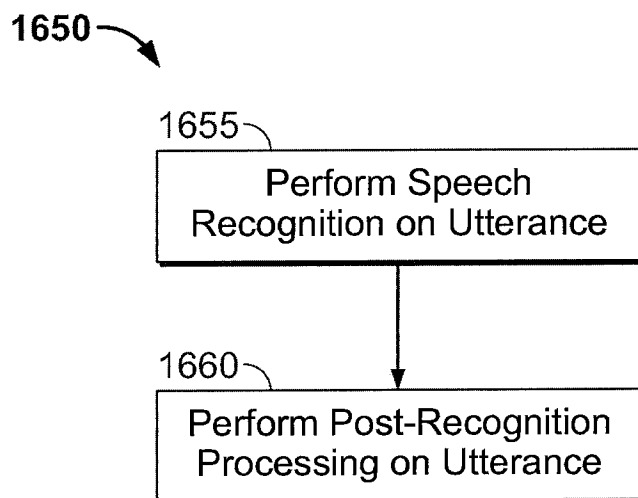 1650
1655
Perform Speech
Recognition on Utterance
1660
Perform Post-Recognition
Processing on Utterance